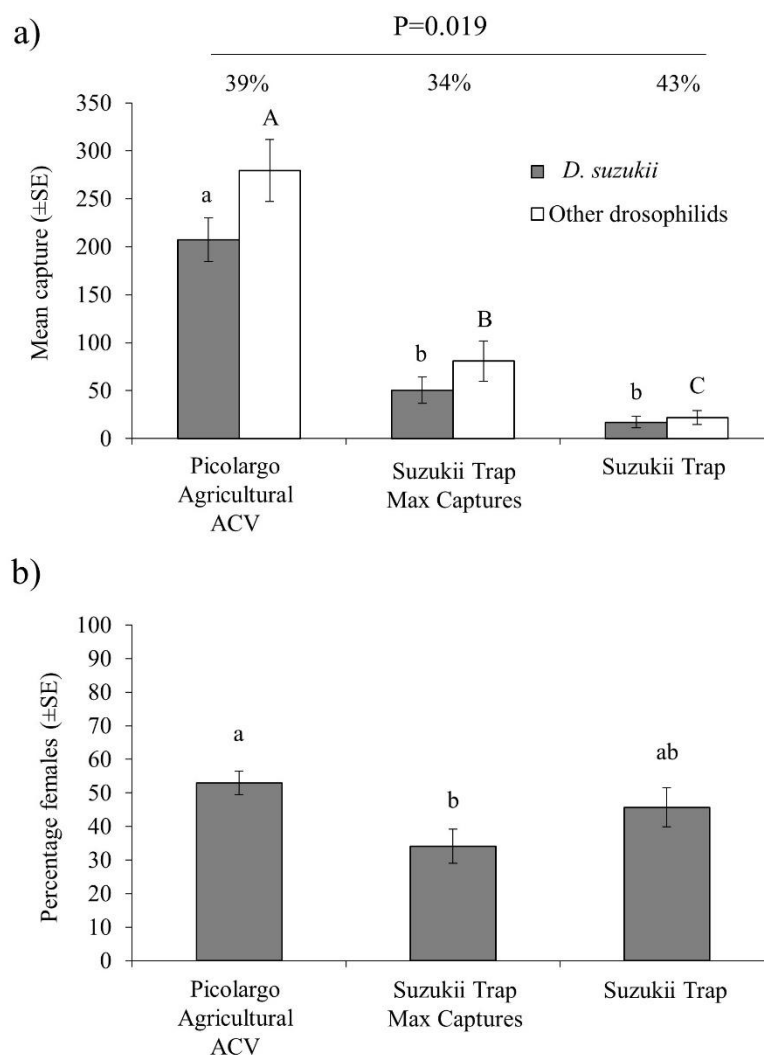 a)
P=0.019
39% 34% 43%
350
300
250
200
150
100
50
0
Mean capture (±SE)
a
A
b
B
b
C
D. suzukii
Other drosophilids
Picolargo
Agricultural
ACV
Suzukii Trap
Max Captures
Suzukii Trap
b)
100
90
80
70
60
50
40
30
20
10
0
Percentage females (±SE)
a
b
ab
Picolargo
Agricultural
ACV
Suzukii Trap
Max Captures
Suzukii Trap